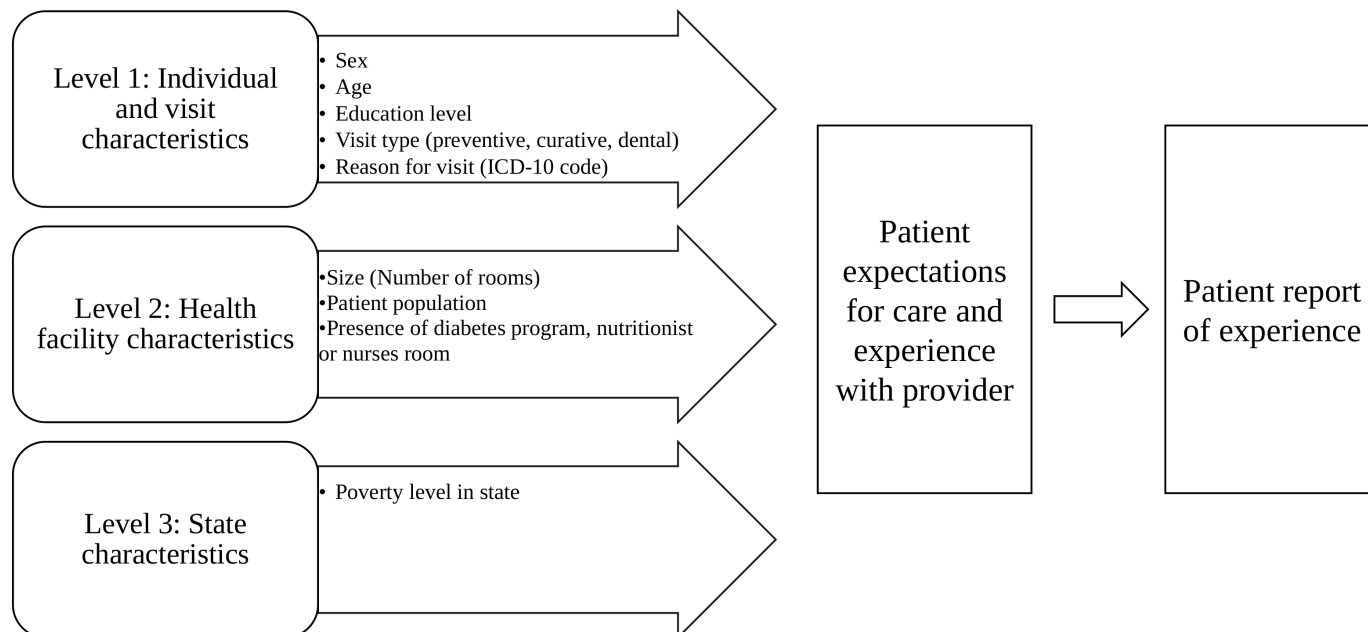 Level 1: Individual
and visit
characteristics
• Sex
• Age
• Education level
• Visit type (preventive, curative, dental)
• Reason for visit (ICD-10 code)
Level 2: Health
facility characteristics
•Size (Number of rooms)
•Patient population
•Presence of diabetes program, nutritionist
or nurses room
Level 3: State
characteristics
• Poverty level in state
Patient
expectations
for care and
experience
with provider
Patient report
of experience